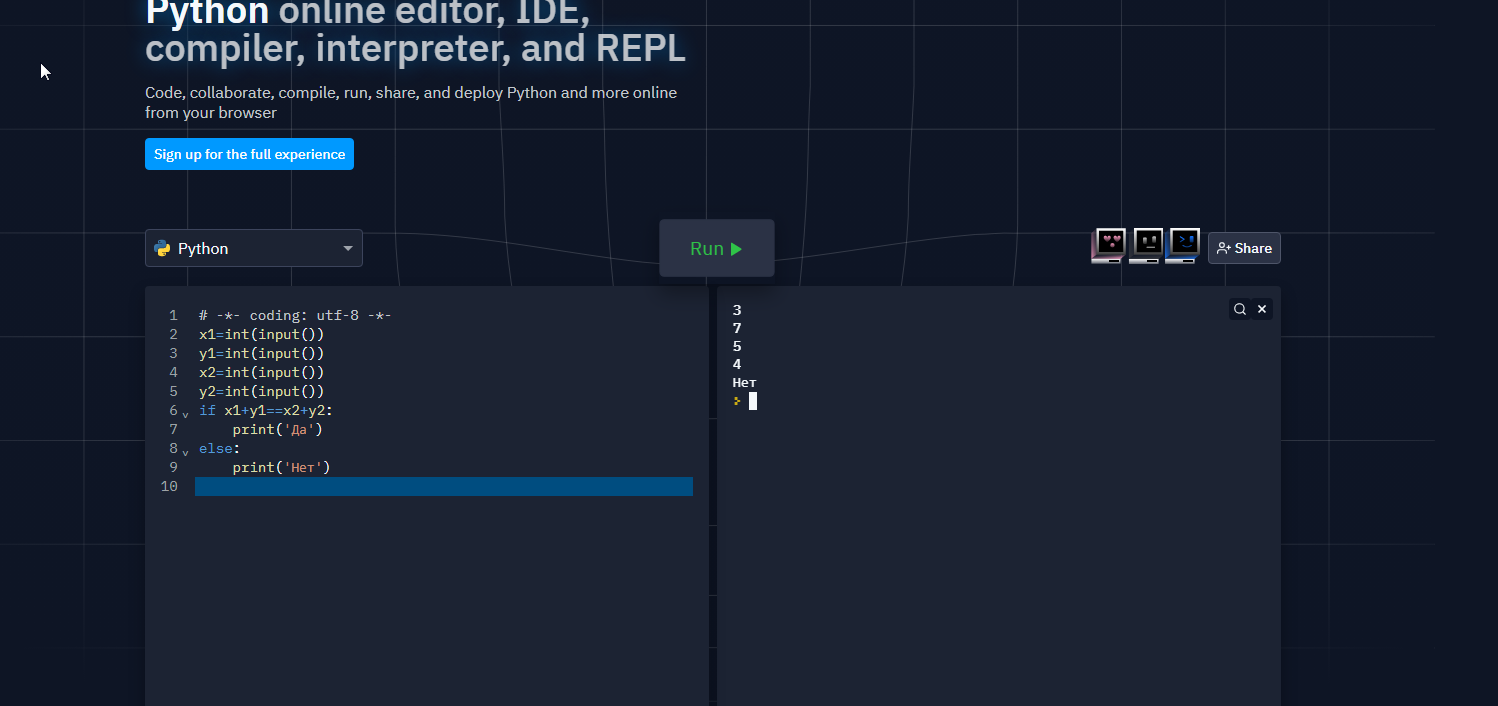 Python online editor, IDE,
compiler, interpreter, and REPL
Code, collaborate, compile, run, share, and deploy Python and more online
from your browser
Sign up for the full experience
Python
Run
Share
1 # -*- coding: utf-8 -*-
2 x1=int(input())
3 y1=int(input())
4 x2=int(input())
5 y2=int(input())
6 if x1+y1==x2+y2:
7 print('Да')
8 else:
9 print('Нет')
10
3
7
5
4
Нет